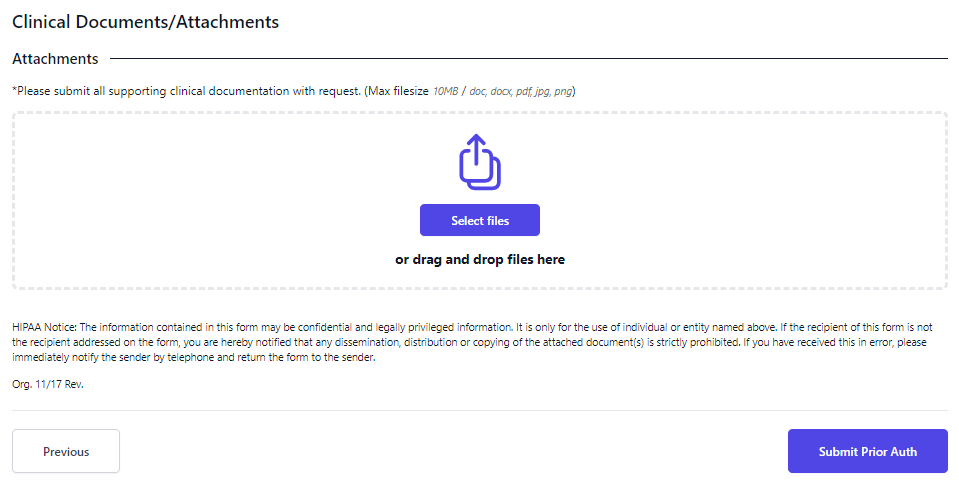 Clinical Documents/Attachments
Attachments
*Please submit all supporting clinical documentation with request. (Max filesize 10MB / doc, docx, pdf, jpg, png)
Select files
or drag and drop files here
HIPAA Notice: The information contained in this form may be confidential and legally privileged information. It is only for the use of individual or entity named above. If the recipient of this form is not
the recipient addressed on the form, you are hereby notified that any dissemination, distribution or copying of the attached document(s) is strictly prohibited. If you have received this in error, please
immediately notify the sender by telephone and return the form to the sender.
Org. 11/17 Rev.
Previous
Submit Prior Auth